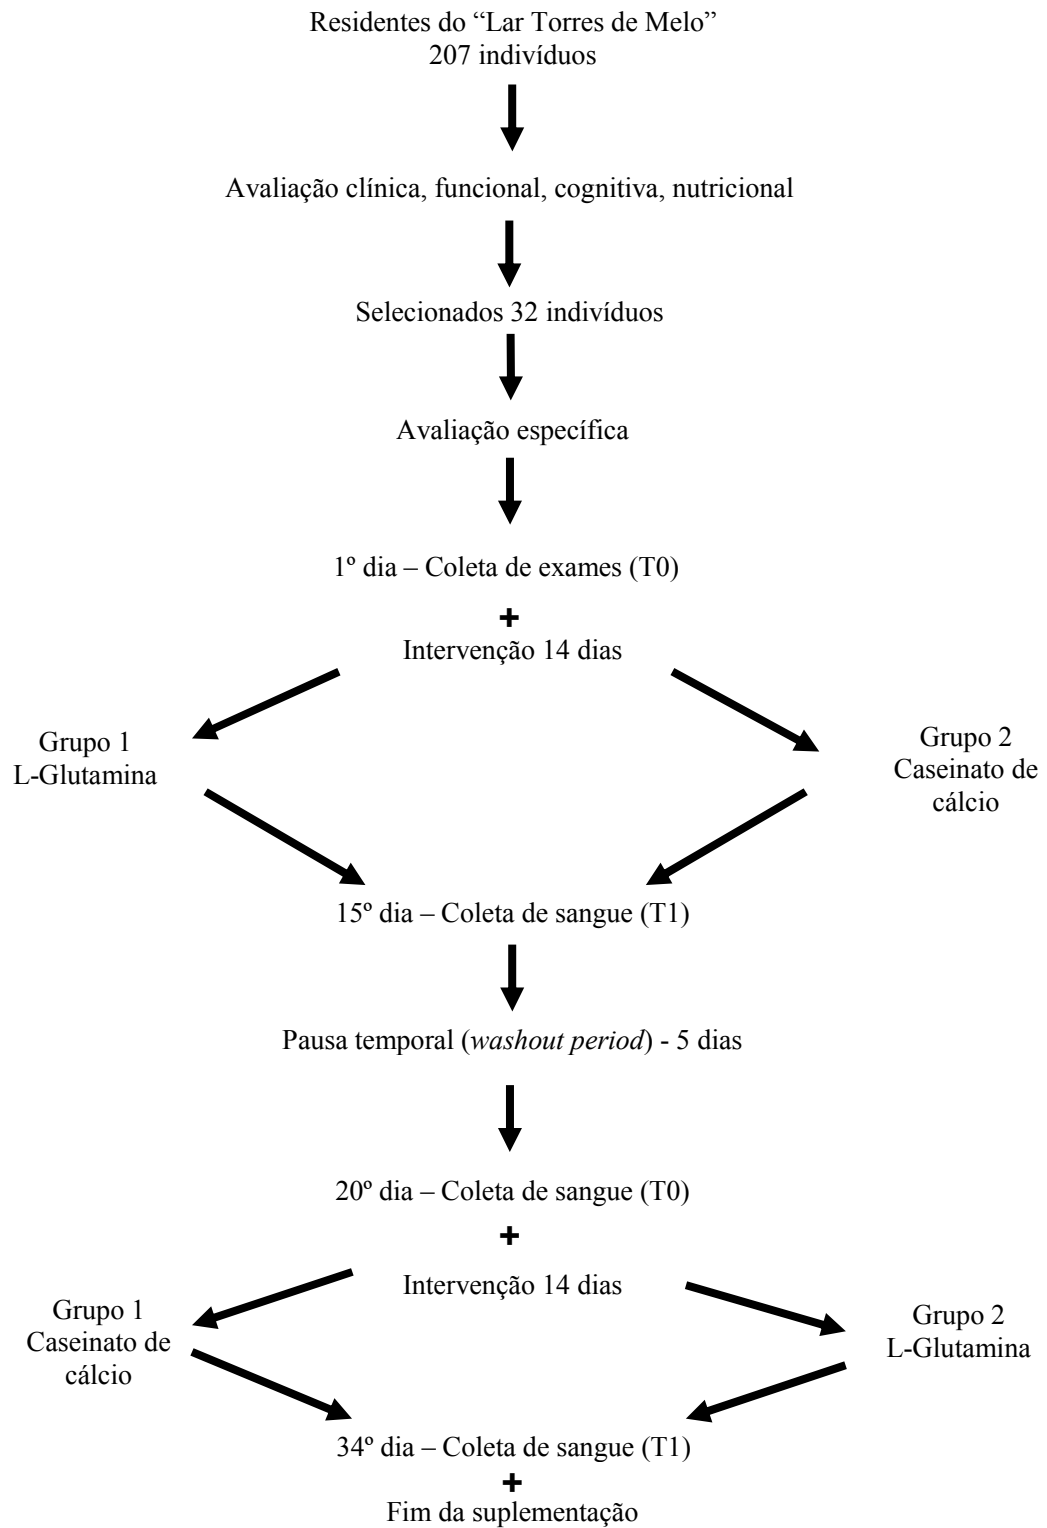 Residentes do “Lar Torres de Melo”
207 indivíduos
Avaliação clínica, funcional, cognitiva, nutricional
Selecionados 32 indivíduos
Avaliação específica
1º dia – Coleta de exames (T0)
+
Intervenção 14 dias
Grupo 1
L-Glutamina
Grupo 2
Caseinato de
cálcio
15º dia – Coleta de sangue (T1)
Pausa temporal (washout period) - 5 dias
20º dia – Coleta de sangue (T0)
+
Intervenção 14 dias
Grupo 1
Caseinato de
cálcio
Grupo 2
L-Glutamina
34º dia – Coleta de sangue (T1)
+
Fim da suplementação